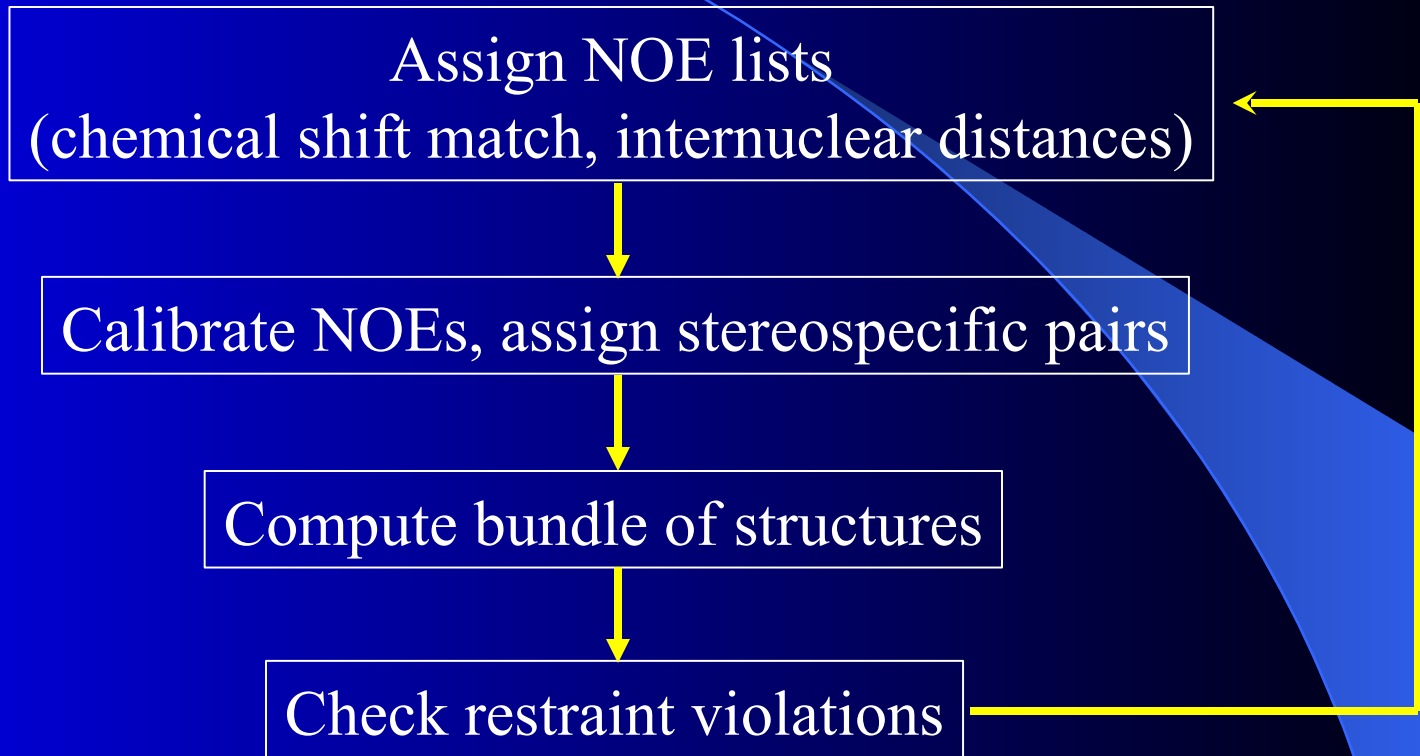 Assign NOE lists
(chemical shift match, internuclear distances)
Calibrate NOEs, assign stereospecific pairs
Compute bundle of structures
Check restraint violations